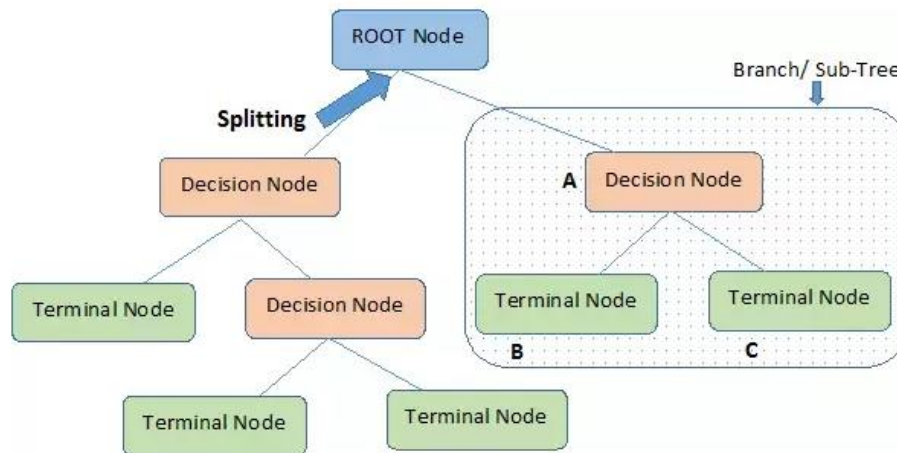 ROOT Node
Branch/ Sub-Tree
Splitting
Decision Node
A
Decision Node
Terminal Node
Decision Node
Terminal Node
Terminal Node
B
C
Terminal Node
Terminal Node